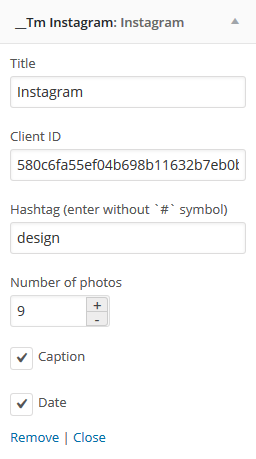 __Tm Instagram: Instagram
Title
Instagram
Client ID
580c6fa55ef04b698b11632b7eb0b
Hashtag (enter without `#` symbol)
design
Number of photos
9
+
-
Caption
Date
Remove | Close